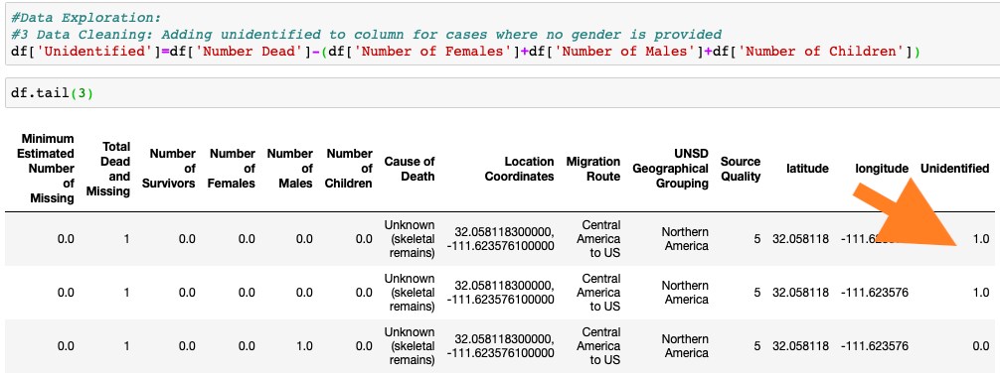 #Data Exploration:
#3 Data Cleaning: Adding unidentified to column for cases where no gender is provided
df['Unidentified']=df['Number Dead']-(df['Number of Females']+df['Number of Males']+df['Number of Children'])
df.tail(3)
Minimum Estimated Number of Missing Total Dead and Missing Number of Survivors Number of Females Number of Males Number of Children Cause of Death Location Coordinates Migration Route UNSD Geographical Grouping Source Quality latitude longitude Unidentified
0.0 1 0.0 0.0 0.0 0.0 Unknown (skeletal remains) 32.058118300000, -111.623576100000 Central America to US Northern America 5 32.058118 1.0
0.0 1 0.0 0.0 0.0 0.0 Unknown (skeletal remains) 32.058118300000, -111.623576100000 Central America to US Northern America 5 32.058118 -111.623576 1.0
0.0 1 0.0 0.0 1.0 0.0 Unknown (skeletal remains) 32.058118300000, -111.623576100000 Central America to US Northern America 5 32.058118 -111.623576 0.0